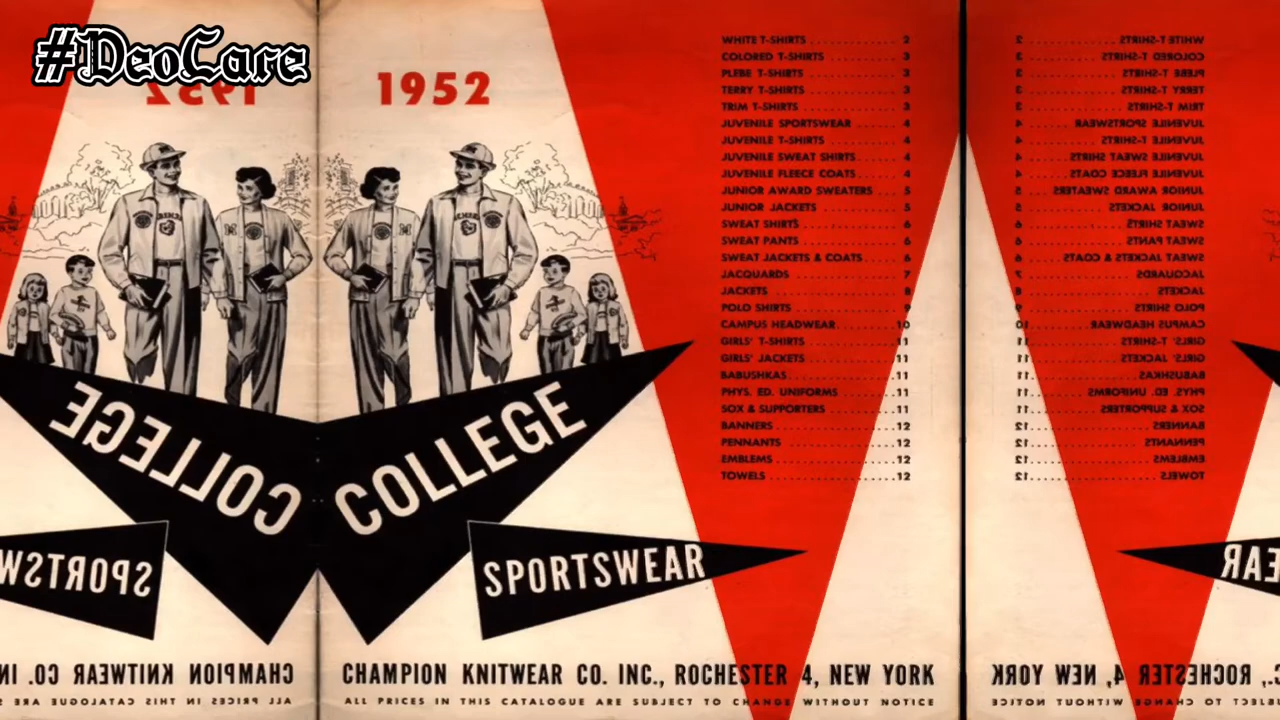 #DeoCare
1952
WHITE T-SHIRTS 2
COLORED T-SHIRTS 3
PLEBE T-SHIRTS 3
TERRY T-SHIRTS 3
TRIM T-SHIRTS 3
JUVENILE SPORTSWEAR 4
JUVENILE T-SHIRTS 4
JUVENILE SWEAT SHIRTS 4
JUVENILE FLEECE COATS 4
JUNIOR AWARD SWEATERS 5
JUNIOR JACKETS 5
SWEAT SHIRTS 6
SWEAT PANTS 6
SWEAT JACKETS & COATS 6
JACQUARDS 7
JACKETS 8
POLO SHIRTS 9
CAMPUS HEADWEAR 10
GIRLS' T-SHIRTS 11
GIRLS' JACKETS 11
BABUSHKAS 11
PHYS. ED. UNIFORMS 11
SOX & SUPPORTERS 11
BANNERS 12
PENNANTS 12
EMBLEMS 12
TOWELS 12
COLLEGE
SPORTSWEAR
CHAMPION KNITWEAR CO. INC., ROCHESTER 4, NEW YORK
ALL PRICES IN THIS CATALOGUE ARE SUBJECT TO CHANGE WITHOUT NOTICE